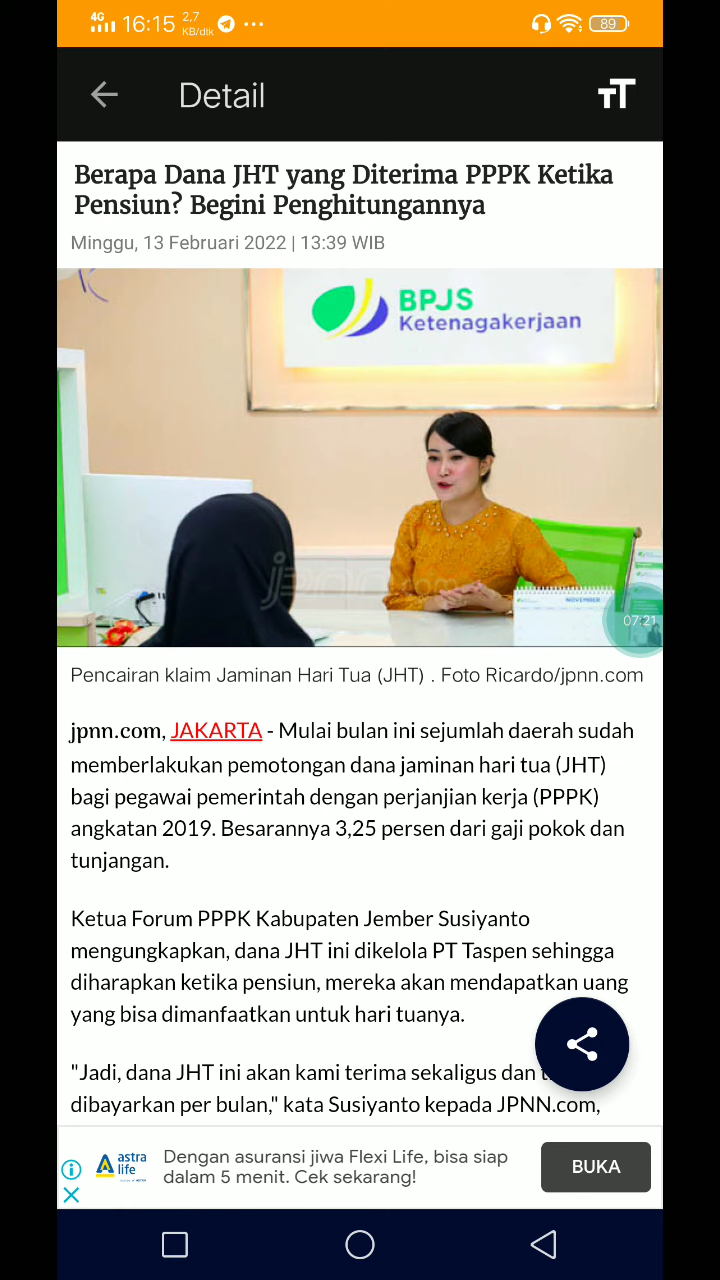 4G 16:15 2,7 KB/dtk ... 89
Detail
Berapa Dana JHT yang Diterima PPPK Ketika
Pensiun? Begini Penghitungannya
Minggu, 13 Februari 2022 | 13:39 WIB
BPJS
Ketenagakerjaan
jpnn.com
NOVEMBER
07:21
Pencairan klaim Jaminan Hari Tua (JHT) . Foto Ricardo/jpnn.com
jpnn.com, JAKARTA - Mulai bulan ini sejumlah daerah sudah
memberlakukan pemotongan dana jaminan hari tua (JHT)
bagi pegawai pemerintah dengan perjanjian kerja (PPPK)
angkatan 2019. Besarannya 3,25 persen dari gaji pokok dan
tunjangan.
Ketua Forum PPPK Kabupaten Jember Susiyanto
mengungkapkan, dana JHT ini dikelola PT Taspen sehingga
diharapkan ketika pensiun, mereka akan mendapatkan uang
yang bisa dimanfaatkan untuk hari tuanya.
"Jadi, dana JHT ini akan kami terima sekaligus dan
dibayarkan per bulan," kata Susiyanto kepada JPNN.com,
astra
life
Dengan asuransi jiwa Flexi Life, bisa siap
dalam 5 menit. Cek sekarang!
BUKA